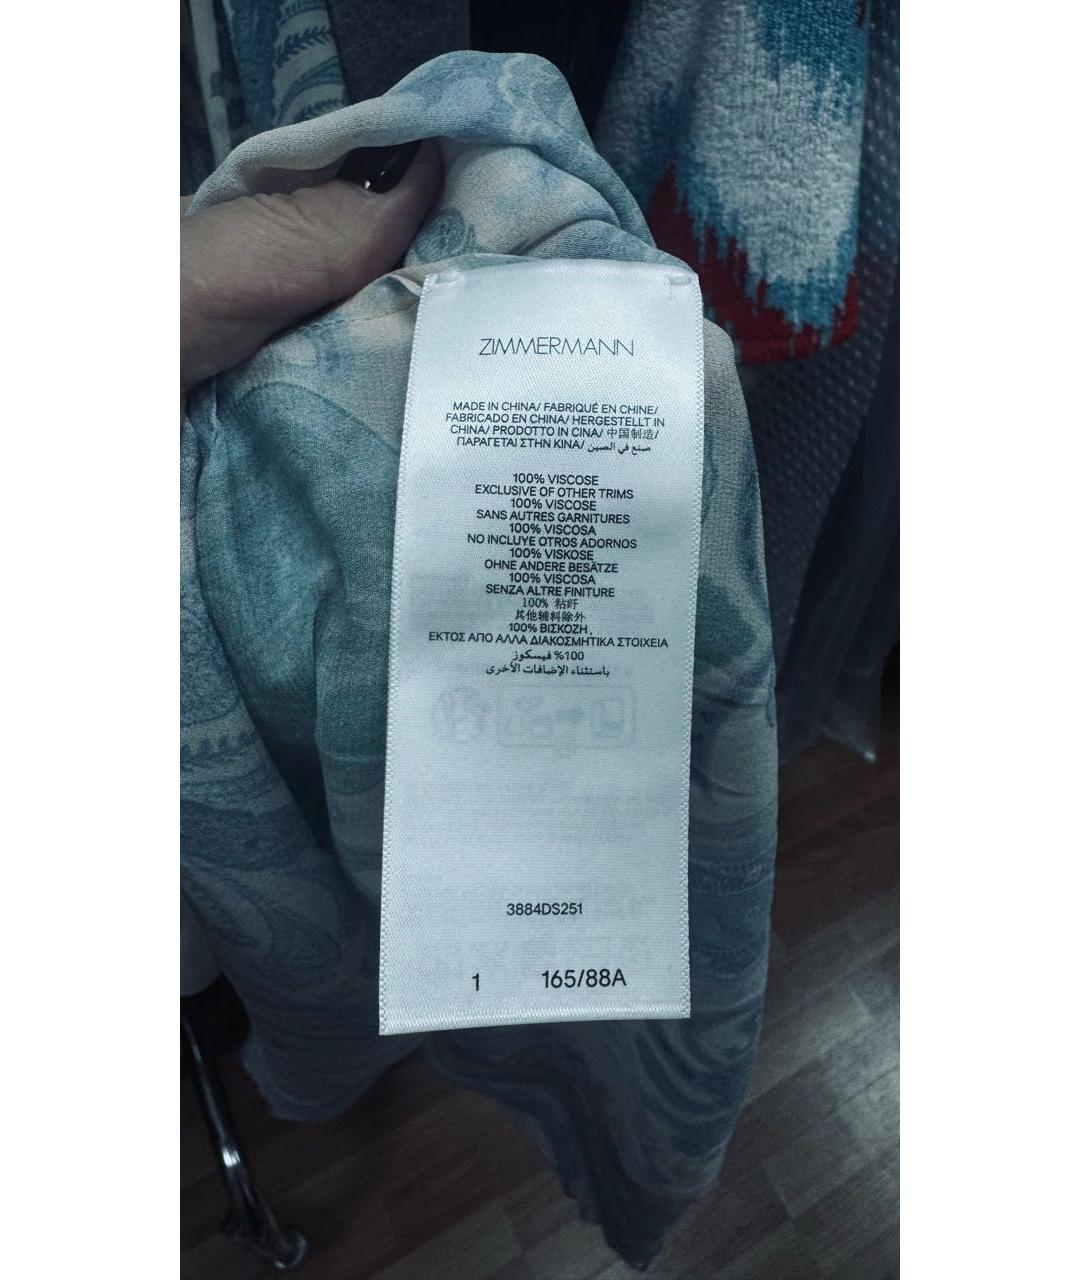 ZIMMERMANN
MADE IN CHINA/ FABRIQUÉ EN CHINE/
FABRICADO EN CHINA/ HERGESTELLT IN
CHINA/ PRODOTTO IN CINA/ 中国制造/
ΠΑΡΑΓΕΤΑΙ ΣΤΗΝ ΚΙΝΑ/ صنع في الصين
100% VISCOSE
EXCLUSIVE OF OTHER TRIMS
100% VISCOSE
SANS AUTRES GARNITURES
100% VISCOSA
NO INCLUYE OTROS ADORNOS
100% VISKOSE
OHNE ANDERE BESÄTZE
100% VISCOSA
SENZA ALTRE FINITURE
100% 粘纤
其他辅料除外
100% ΒΙΣΚΟΖΗ
ΕΚΤΟΣ ΑΠΟ ΑΛΛΑ ΔΙΑΚΟΣΜΗΤΙΚΑ ΣΤΟΙΧΕΙΑ
100% فيسكوز
باستثناء الإضافات الأخرى
3884DS251
1 165/88A